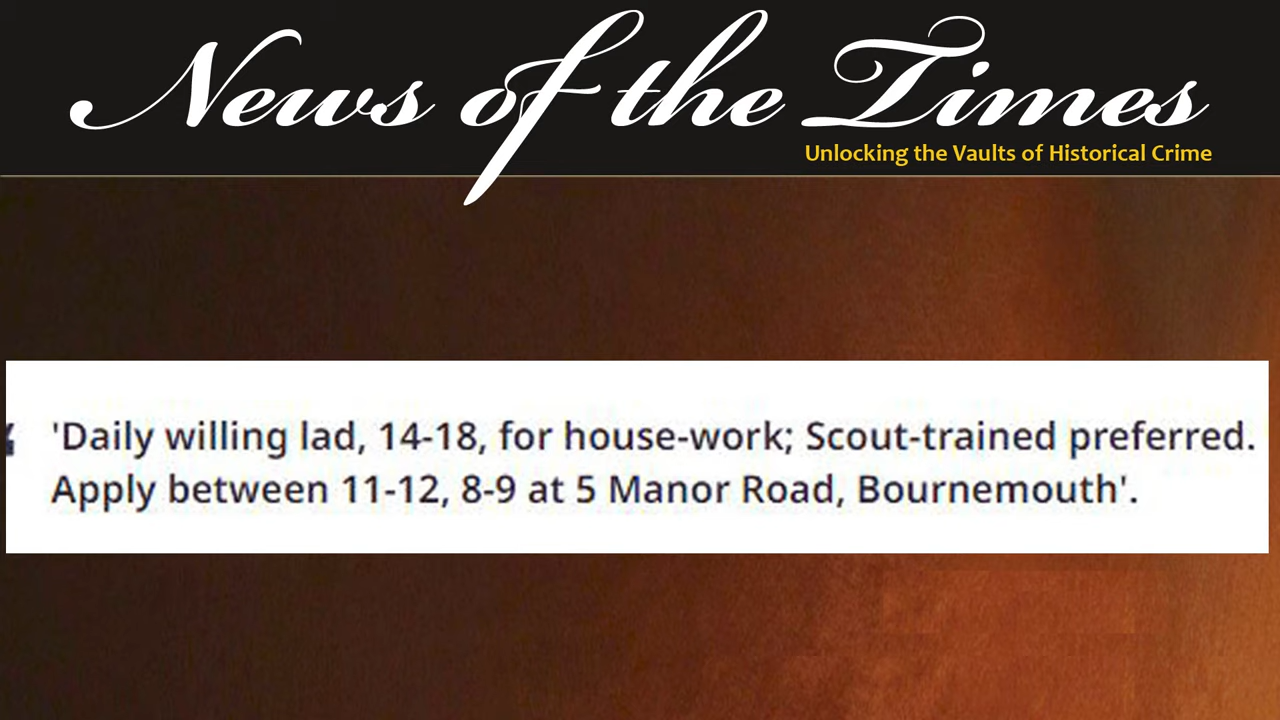 News of the Times
Unlocking the Vaults of Historical Crime
'Daily willing lad, 14-18, for house-work; Scout-trained preferred.
Apply between 11-12, 8-9 at 5 Manor Road, Bournemouth'.